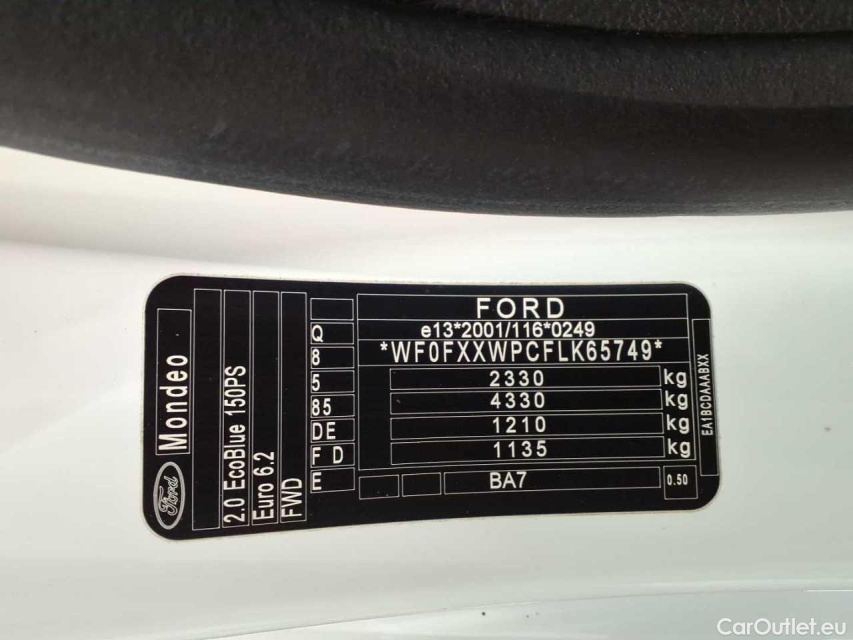 FORD
e13*2001/116*0249
*WF0FXXWPCFLK65749*
2330 kg
4330 kg
1210 kg
1135 kg
BA7
0.50
Q
8
5
85
DE
F D
E
Ford
Mondeo
2.0 EcoBlue 150PS
Euro 6.2
FWD
EA1BCDAAABXX
CarOutlet.eu